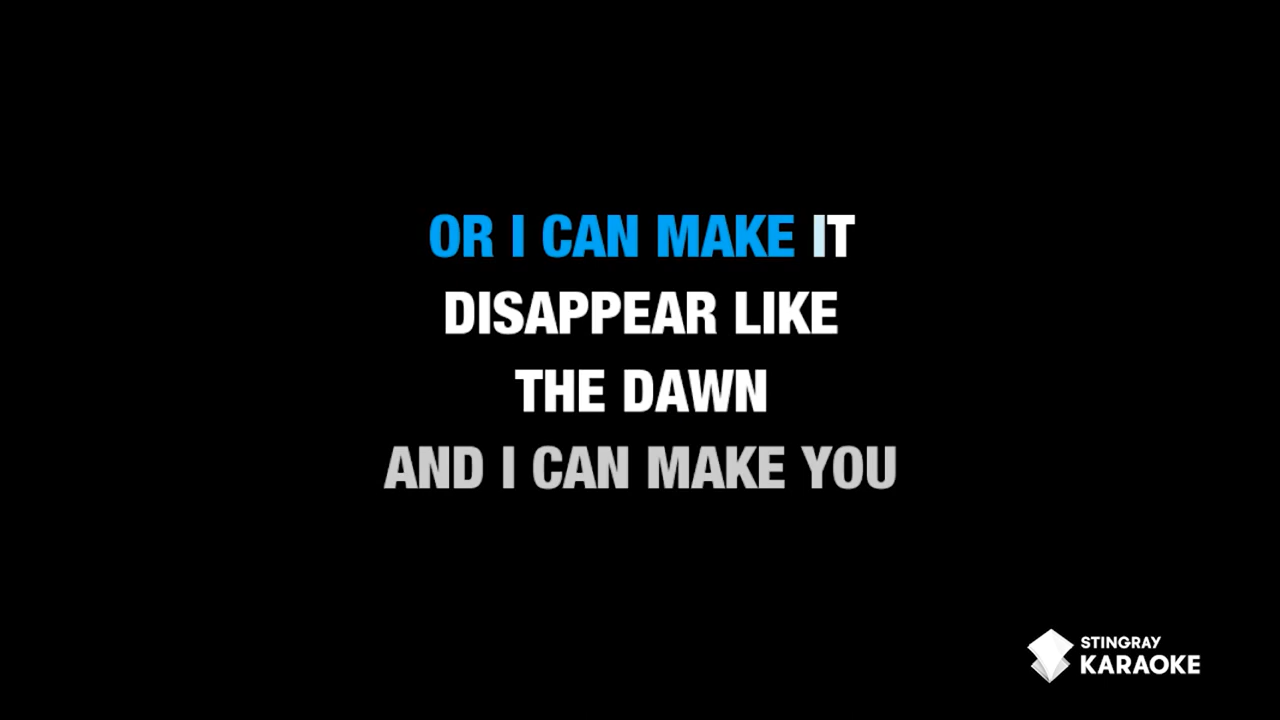 OR I CAN MAKE IT
DISAPPEAR LIKE
THE DAWN
AND I CAN MAKE YOU
STINGRAY
KARAOKE